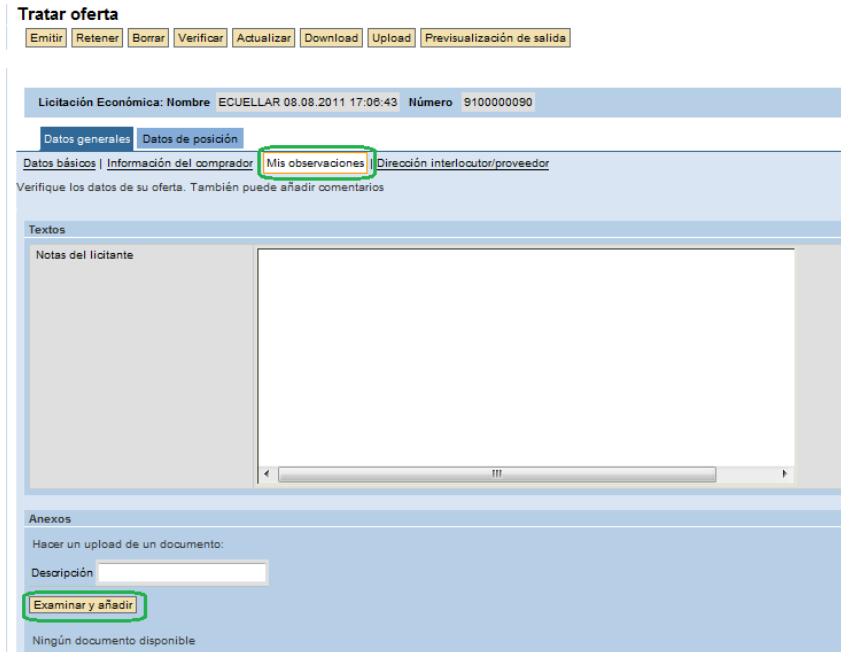 Tratar oferta
Emitir Retener Borrar Verificar Actualizar Download Upload Previsualización de salida
Licitación Económica: Nombre ECUELLAR 08.08.2011 17:06:43 Número 9100000090
Datos generales Datos de posición
Datos básicos | Información del comprador | Mis observaciones | Dirección interlocutor/proveedor
Verifique los datos de su oferta. También puede añadir comentarios
Textos
Notas del licitante
Anexos
Hacer un upload de un documento:
Descripción
Examinar y añadir
Ningún documento disponible